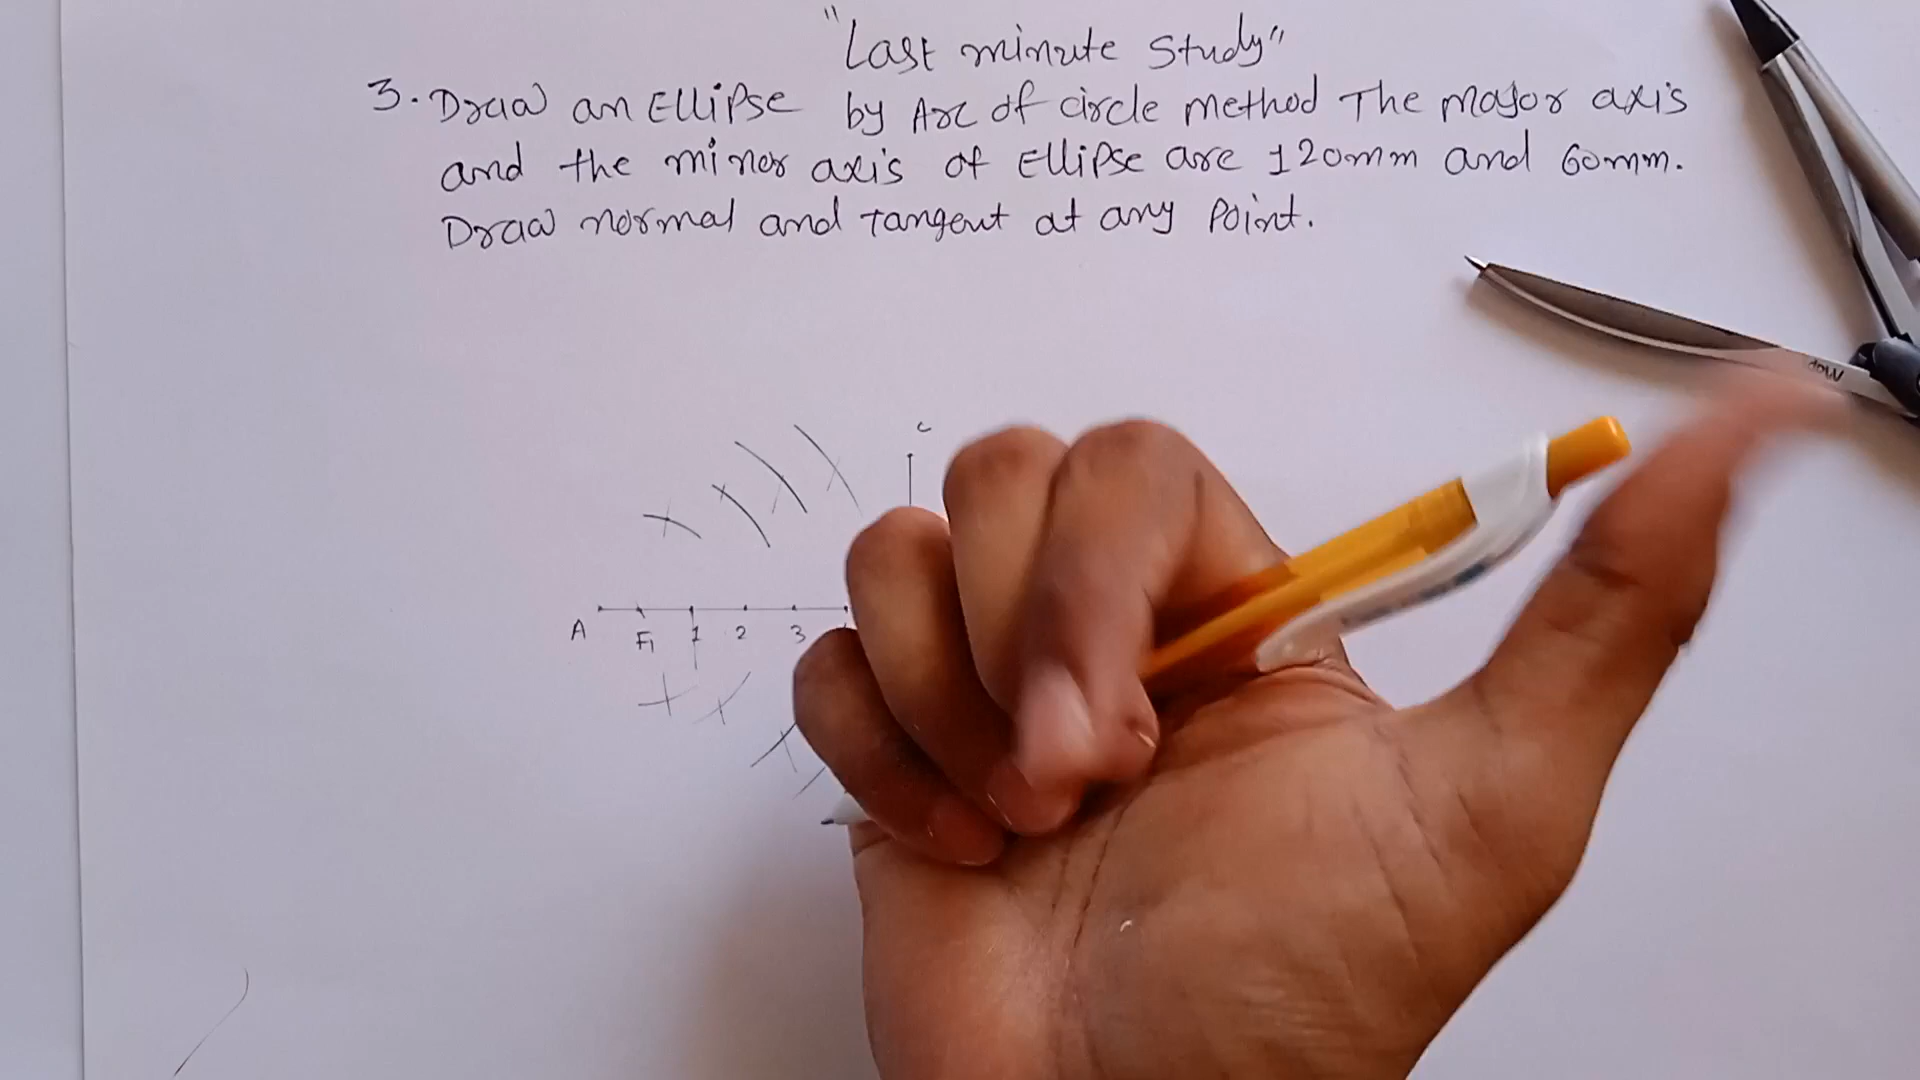 "Last minute Study"
3. Draw an Ellipse by Arc of circle method The major axis
and the minor axis of Ellipse are 120mm and 60mm.
Draw normal and tangent at any Point.
C
A F1 1 2 3